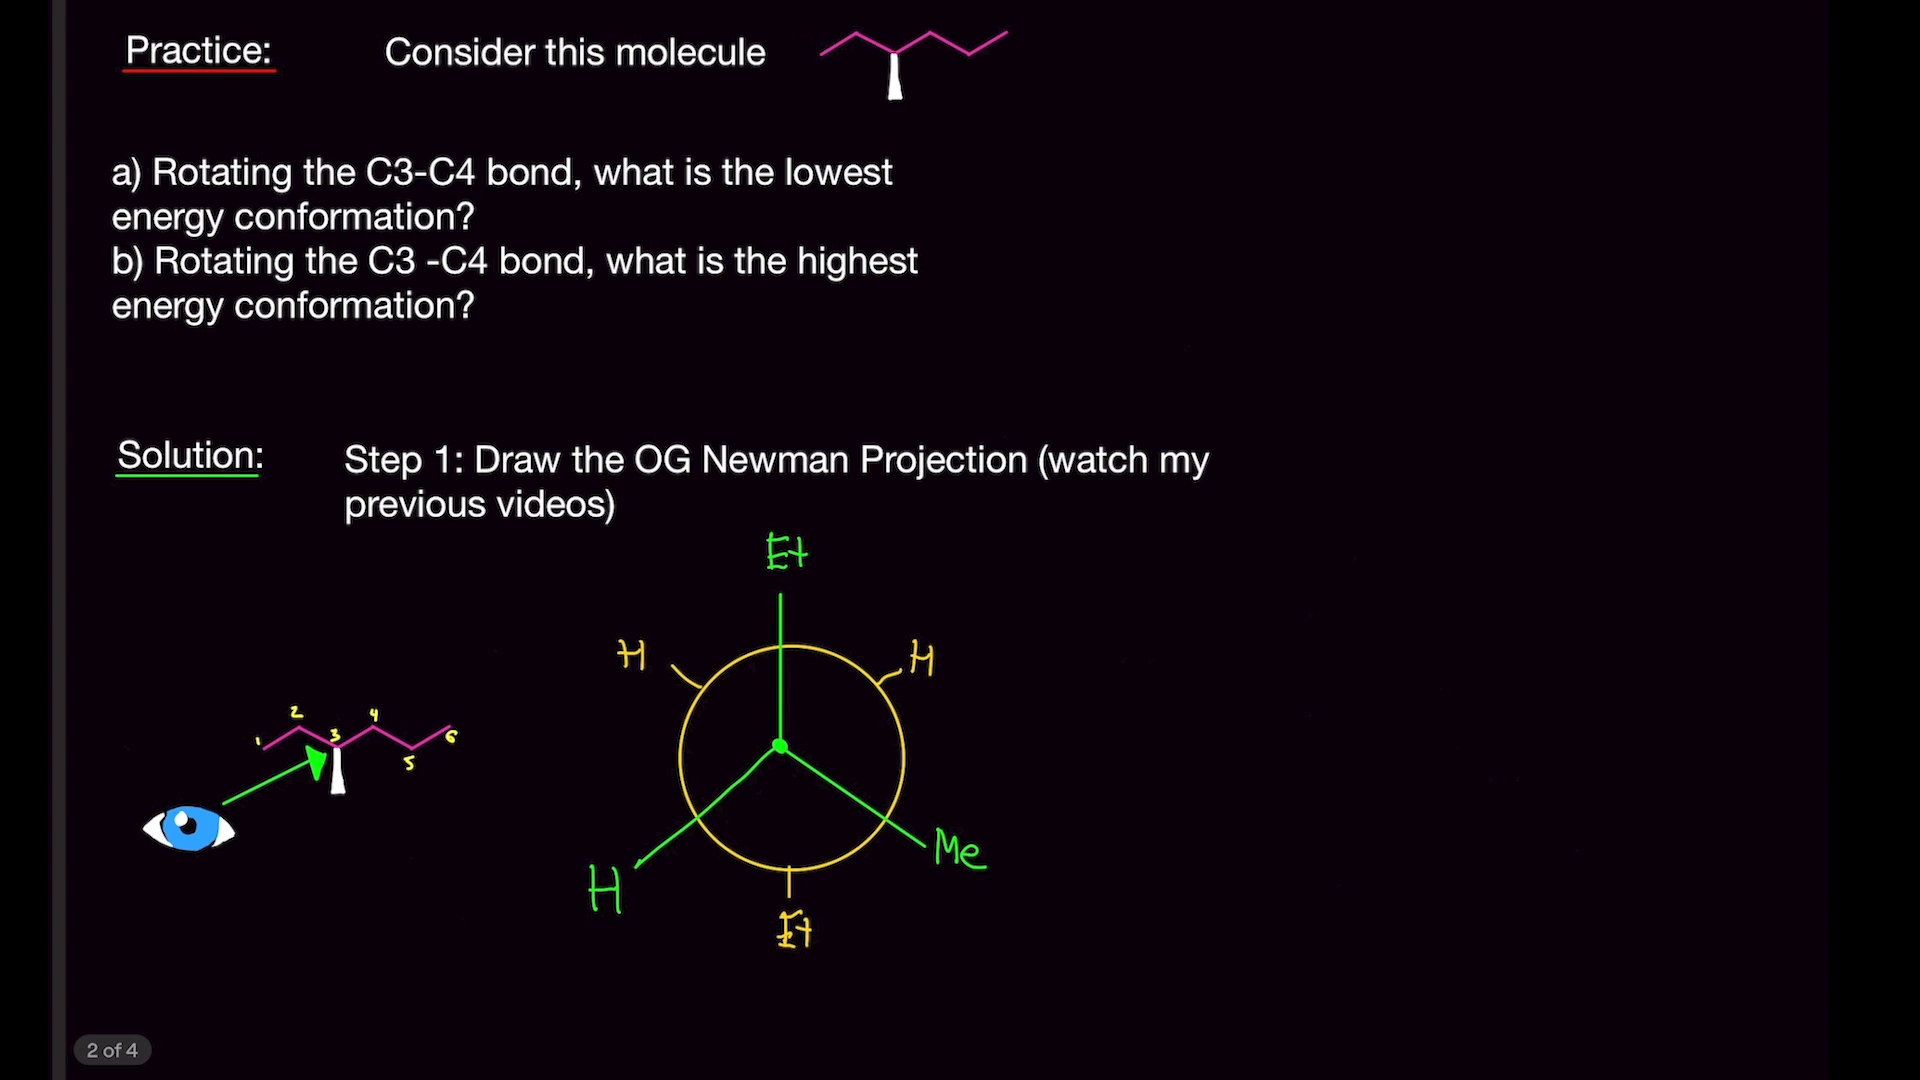 Practice: Consider this molecule
a) Rotating the C3-C4 bond, what is the lowest
energy conformation?
b) Rotating the C3 -C4 bond, what is the highest
energy conformation?
Solution: Step 1: Draw the OG Newman Projection (watch my
previous videos)
Et
H H
1 2 3 4 5 6
H Me
Et
2 of 4